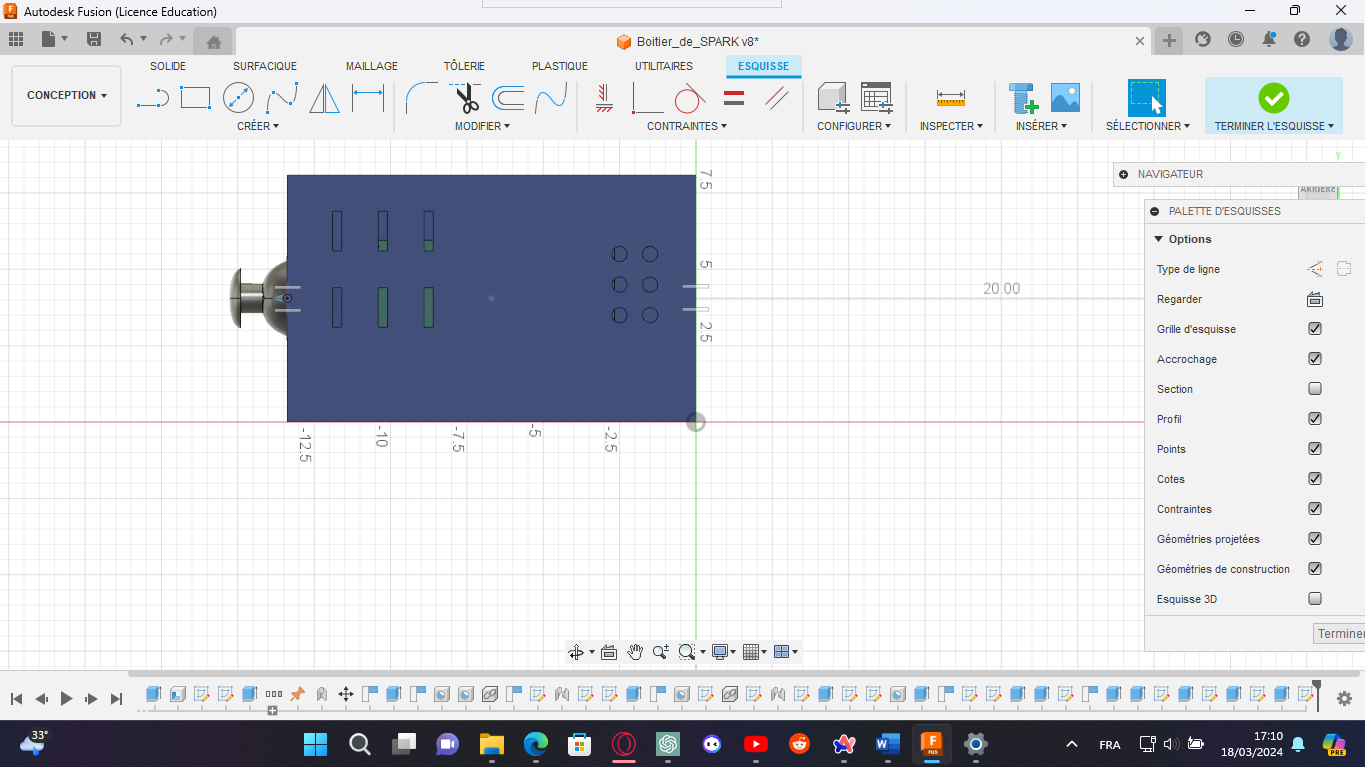 Autodesk Fusion (Licence Education)
Boitier_de_SPARK v8*
SOLIDE SURFACIQUE MAILLAGE TÔLERIE PLASTIQUE UTILITAIRES ESQUISSE
CONCEPTION
CRÉER MODIFIER CONTRAINTES CONFIGURER INSPECTER INSÉRER SÉLECTIONNER TERMINER L'ESQUISSE
Y
NAVIGATEUR
ARRIÈRE
PALETTE D'ESQUISSES
Options
Type de ligne
Regarder
Grille d'esquisse
Accrochage
Section
Profil
Points
Cotes
Contraintes
Géométries projetées
Géométries de construction
Esquisse 3D
Terminer
7.5
5
20.00
2.5
-12.5 -10 -7.5 -5 -2.5
33°
FRA
17:10
18/03/2024
PRE